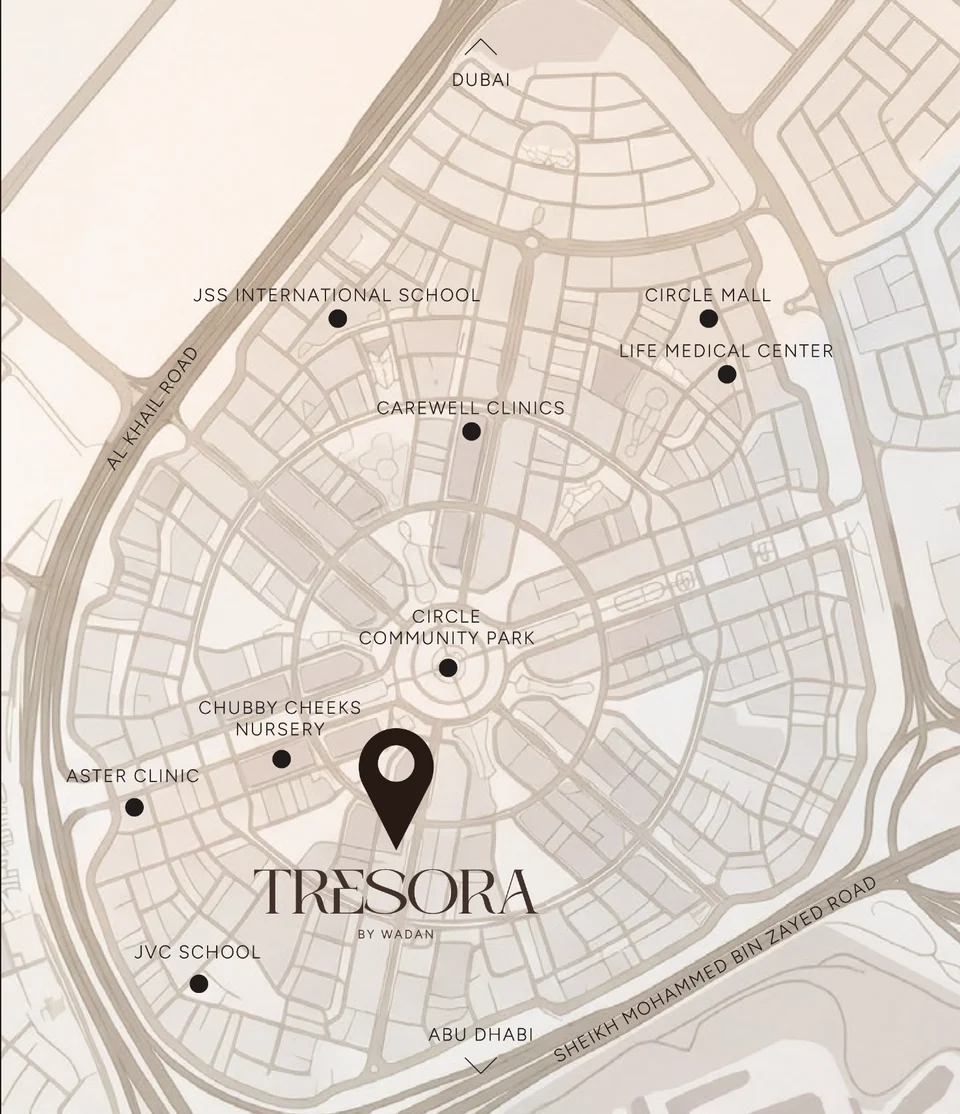 DUBAI
JSS INTERNATIONAL SCHOOL
CIRCLE MALL
LIFE MEDICAL CENTER
AL KHAIL ROAD
CAREWELL CLINICS
CIRCLE
COMMUNITY PARK
CHUBBY CHEEKS
NURSERY
ASTER CLINIC
TRESORA
BY WADAN
JVC SCHOOL
SHEIKH MOHAMMED BIN ZAYED ROAD
ABU DHABI